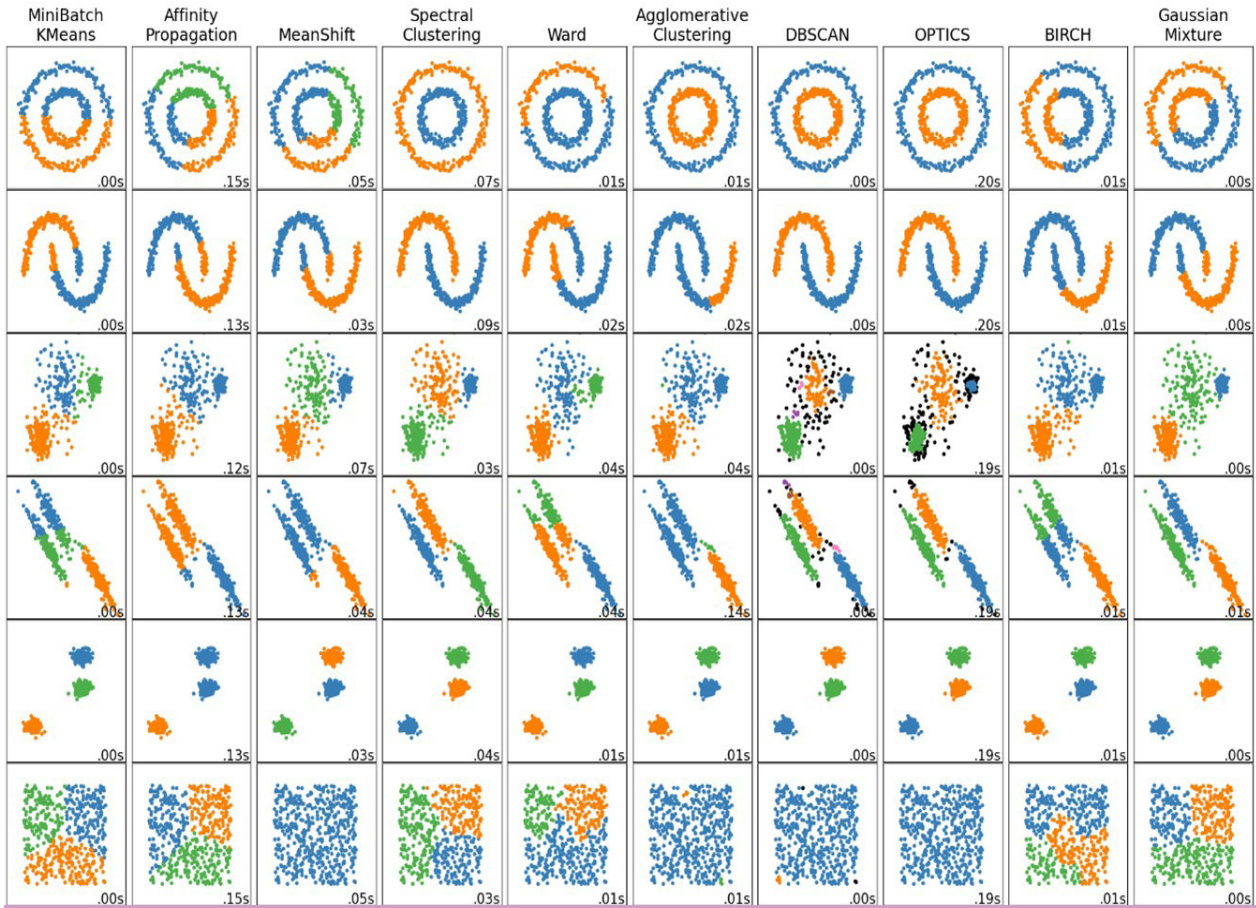 MiniBatch
KMeans
Affinity
Propagation
MeanShift
Spectral
Clustering
Ward
Agglomerative
Clustering
DBSCAN
OPTICS
BIRCH
Gaussian
Mixture
.00s
.15s
.05s
.07s
.01s
.01s
.00s
.20s
.01s
.00s
.00s
.13s
.03s
.09s
.02s
.02s
.00s
.20s
.01s
.00s
.00s
.12s
.07s
.03s
.04s
.04s
.00s
.19s
.01s
.00s
.00s
.13s
.04s
.04s
.04s
.14s
.00s
.19s
.01s
.01s
.00s
.13s
.03s
.04s
.01s
.01s
.00s
.19s
.01s
.00s
.00s
.15s
.05s
.03s
.01s
.01s
.00s
.19s
.01s
.00s